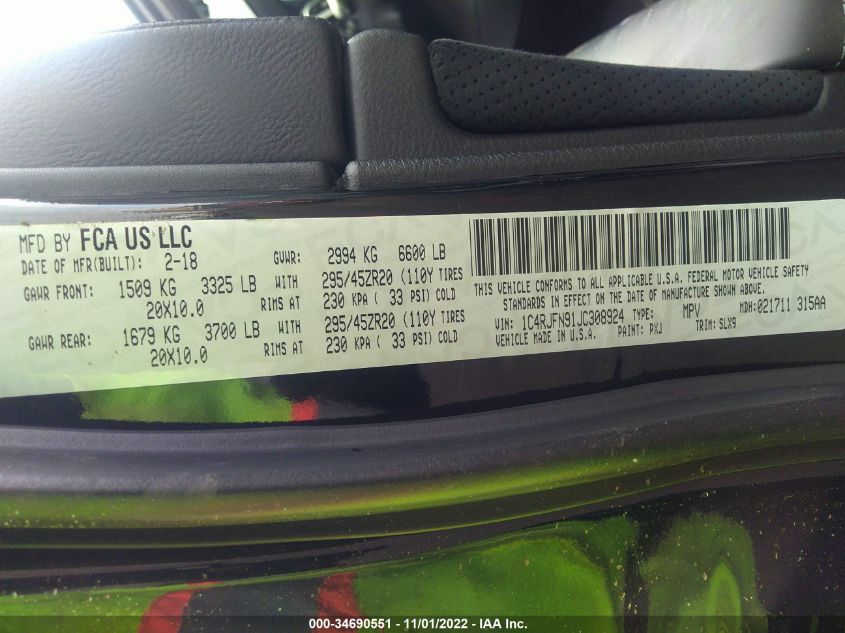 MFD BY FCA US LLC
DATE OF MFR(BUILT): 2-18 GVWR: 2994 KG 6600 LB
GAWR FRONT: 1509 KG 3325 LB WITH 295/45ZR20 (110Y TIRES
20X10.0 RIMS AT 230 KPA ( 33 PSI) COLD
GAWR REAR: 1679 KG 3700 LB WITH 295/45ZR20 (110Y TIRES
20X10.0 RIMS AT 230 KPA ( 33 PSI) COLD
THIS VEHICLE CONFORMS TO ALL APPLICABLE U.S.A. FEDERAL MOTOR VEHICLE SAFETY
STANDARDS IN EFFECT ON THE DATE OF MANUFACTURE SHOWN ABOVE.
VIN: 1C4RJFN91JC308924 TYPE: MPV MDH:021711 315AA
VEHICLE MADE IN U.S.A. PAINT: PXJ TRIM: SLX9
000-34690551 - 11/01/2022 - IAA Inc.